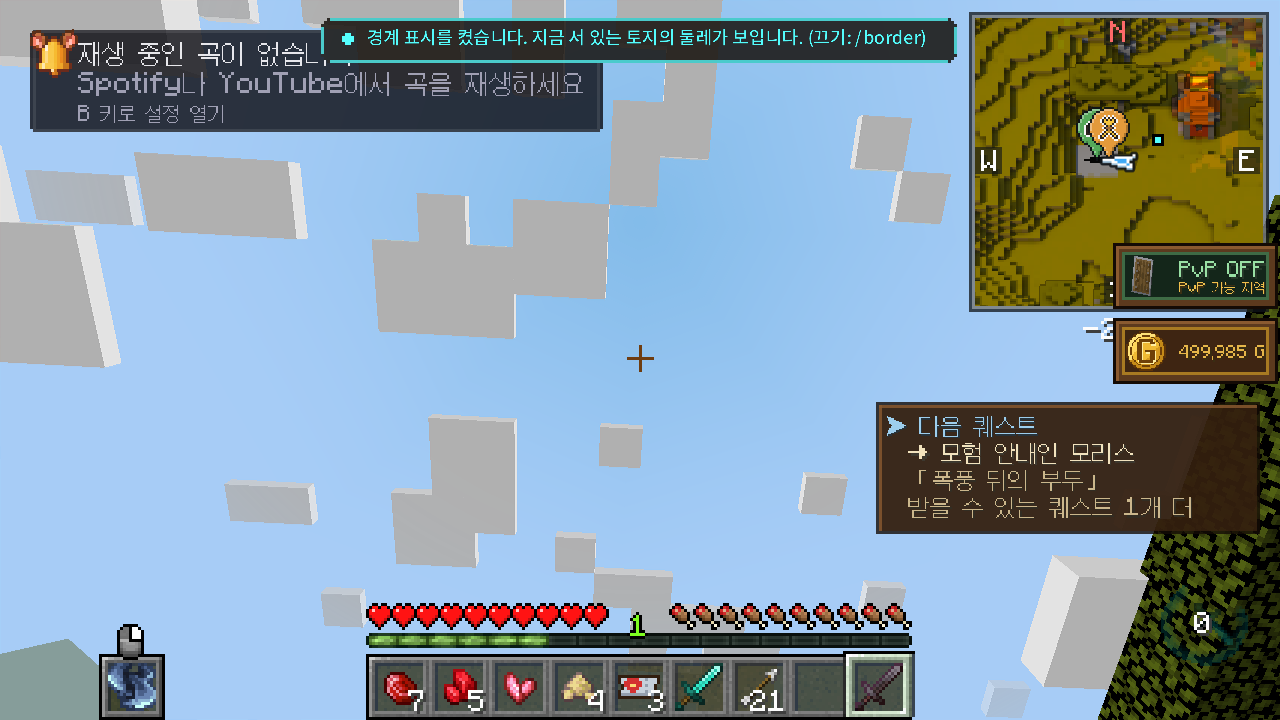 재생 중인 곡이 없습니
Spotify나 YouTube에서 곡을 재생하세요
B 키로 설정 열기
경계 표시를 켰습니다. 지금 서 있는 토지의 둘레가 보입니다. (끄기: /border)
N
W
E
PvP OFF
PvP 가능 지역
499,985 G
다음 퀘스트
→ 모험 안내인 모리스
「폭풍 뒤의 부두」
받을 수 있는 퀘스트 1개 더
0
1
7
5
4
3
21